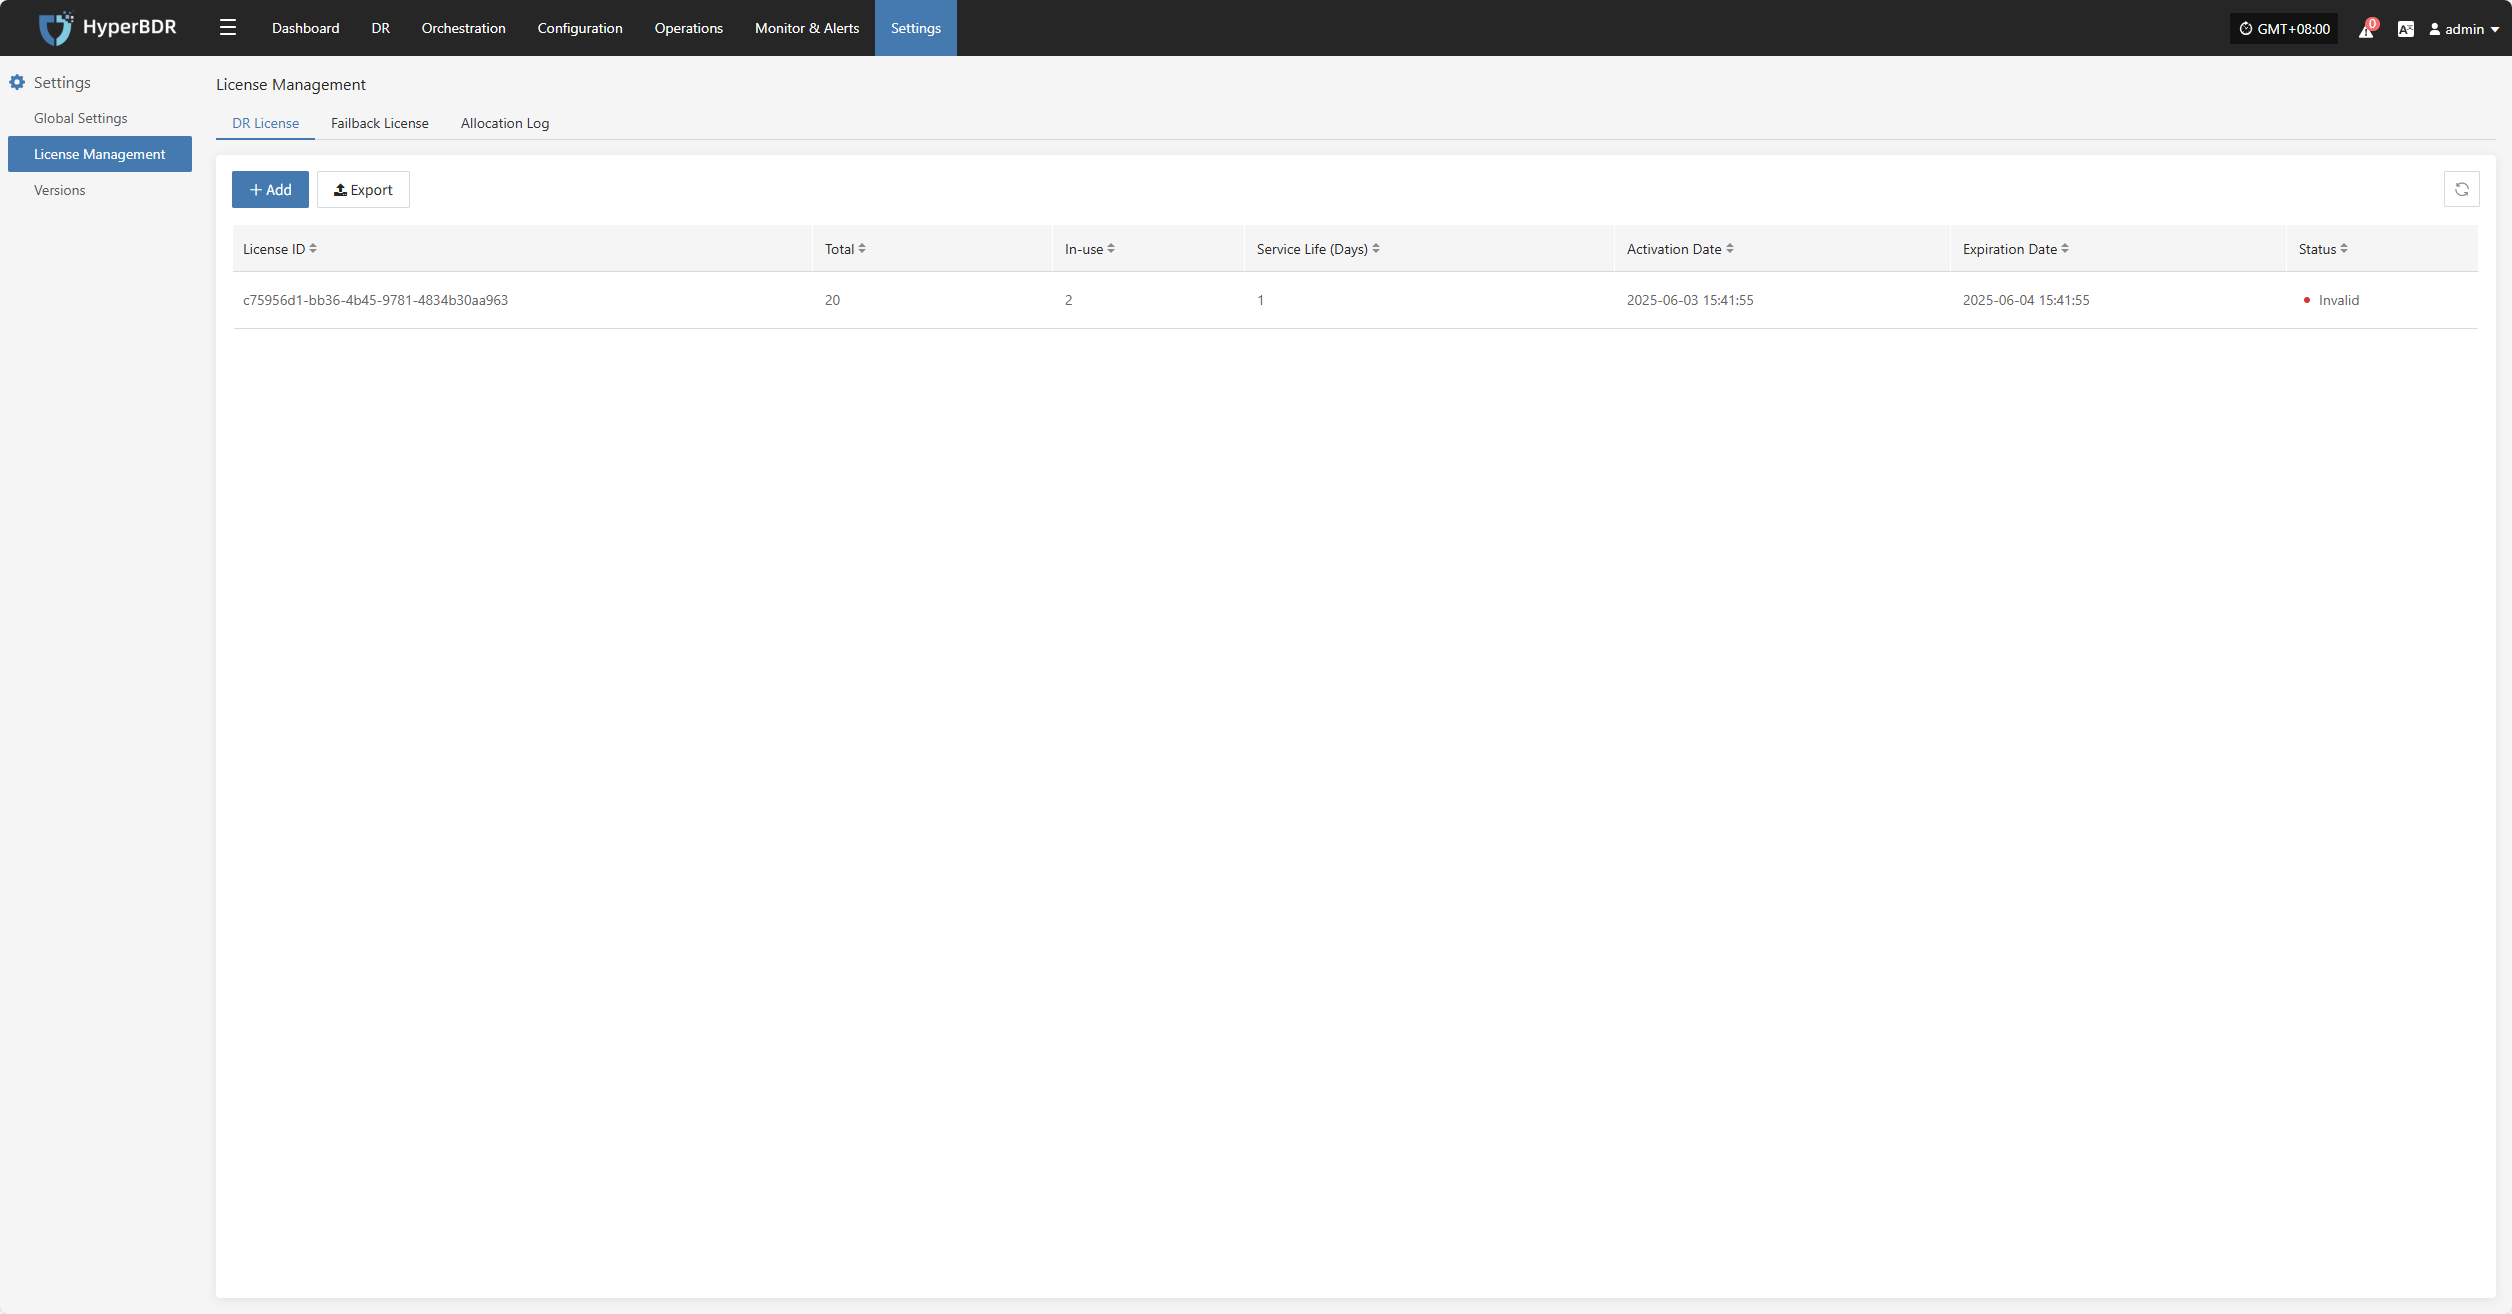 HyperBDR Dashboard DR Orchestration Configuration Operations Monitor & Alerts Settings GMT+08:00 0 admin
Settings
Global Settings
License Management
Versions
License Management
DR License Failback License Allocation Log
+ Add Export
License ID Total In-use Service Life (Days) Activation Date Expiration Date Status
c75956d1-bb36-4b45-9781-4834b30aa963 20 2 1 2025-06-03 15:41:55 2025-06-04 15:41:55 Invalid